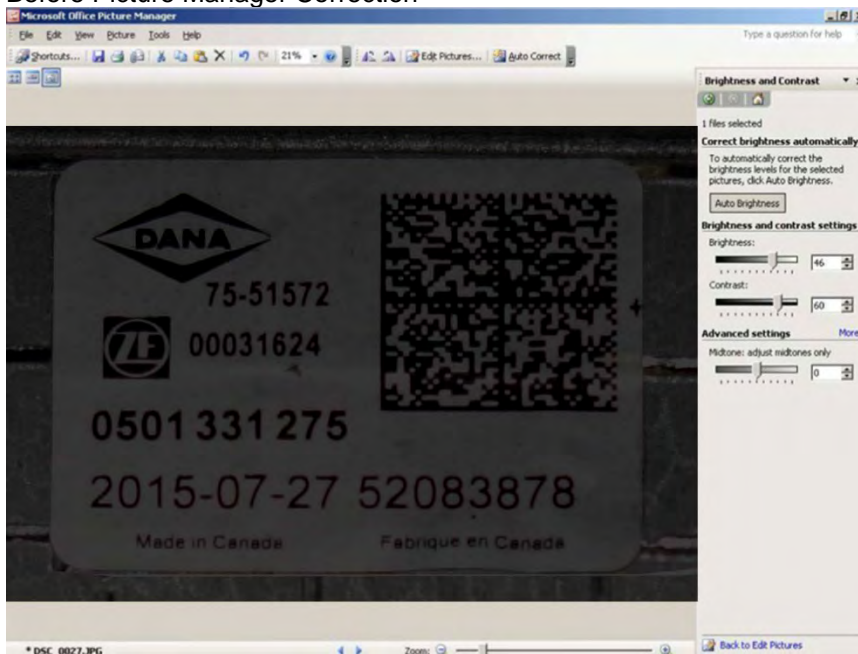 Before Picture Manager Correction
Microsoft Office Picture Manager
File Edit View Picture Tools Help
Type a question for help
Shortcuts... 21% Edit Pictures... Auto Correct
Brightness and Contrast
1 files selected
Correct brightness automatically
To automatically correct the
brightness levels for the selected
pictures, click Auto Brightness.
Auto Brightness
Brightness and contrast settings
Brightness:
46
Contrast:
60
Advanced settings More
Midtone: adjust midtones only
0
DANA
75-51572
ZF 00031624
0501 331 275
2015-07-27 52083878
Made in Canada Fabrique en Canada
* DSC_0027.JPG Zoom:
Back to Edit Pictures